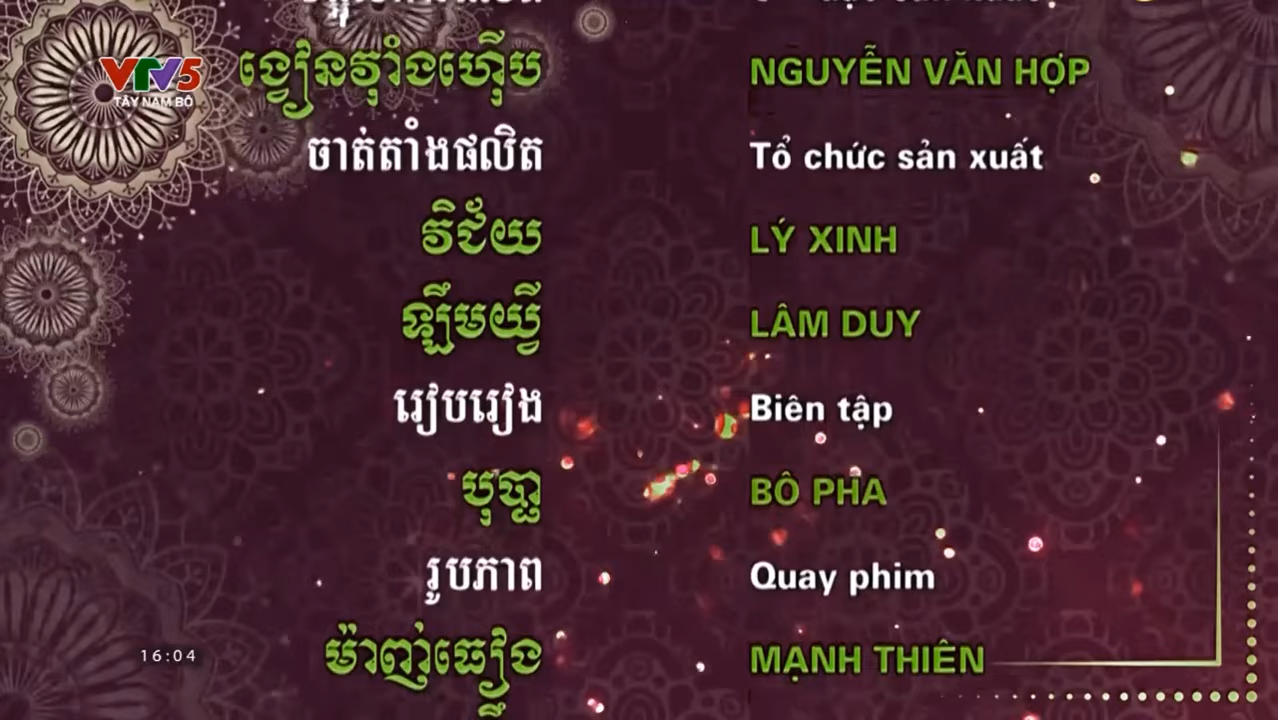 VTV5
TÂY NAM BỘ
ង្វៀនវ៉ាំងហ៊ើប NGUYỄN VĂN HỢP
ចាត់តាំងផលិត Tổ chức sản xuất
វិជ័យ LÝ XINH
ឡឹមយ្វី LÂM DUY
រៀបរៀង Biên tập
បុប្ផា BÔ PHA
រូបភាព Quay phim
16:04
ម៉ាញ់ធៀង MẠNH THIÊN